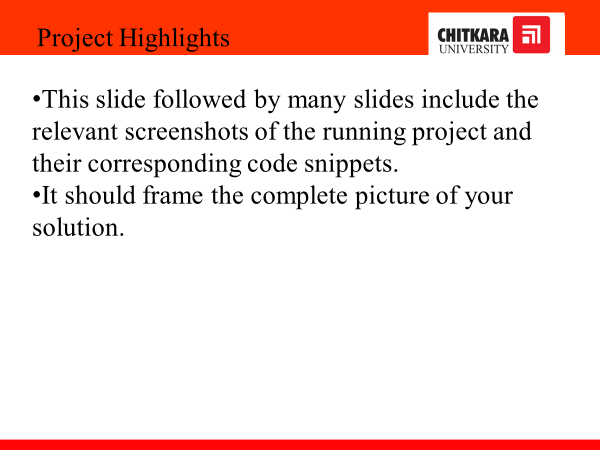 Project Highlights
CHITKARA
UNIVERSITY
•This slide followed by many slides include the
relevant screenshots of the running project and
their corresponding code snippets.
•It should frame the complete picture of your
solution.